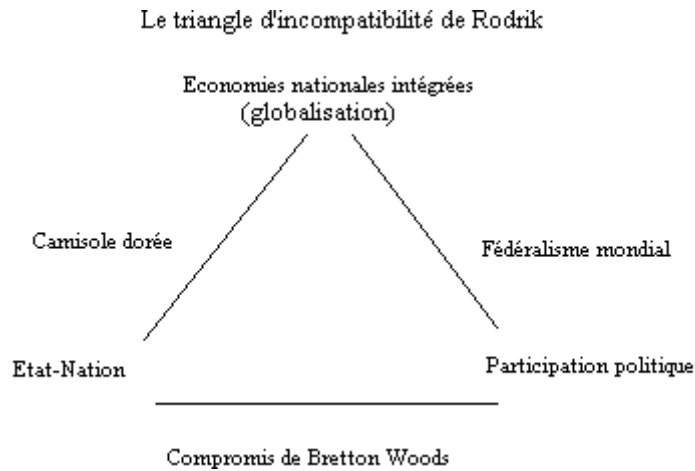 Le triangle d'incompatibilité de Rodrik
Economies nationales intégrées
(globalisation)
Camisole dorée
Fédéralisme mondial
Etat-Nation
Participation politique
Compromis de Bretton Woods